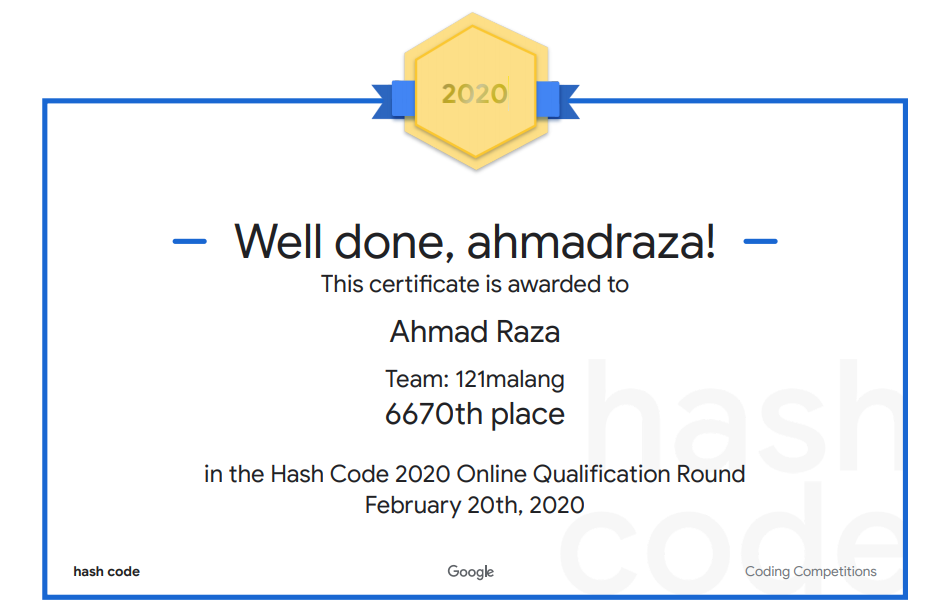 2020
Well done, ahmadraza!
This certificate is awarded to
Ahmad Raza
Team: 121malang
6670th place
in the Hash Code 2020 Online Qualification Round
February 20th, 2020
hash
code
hash code
Google
Coding Competitions